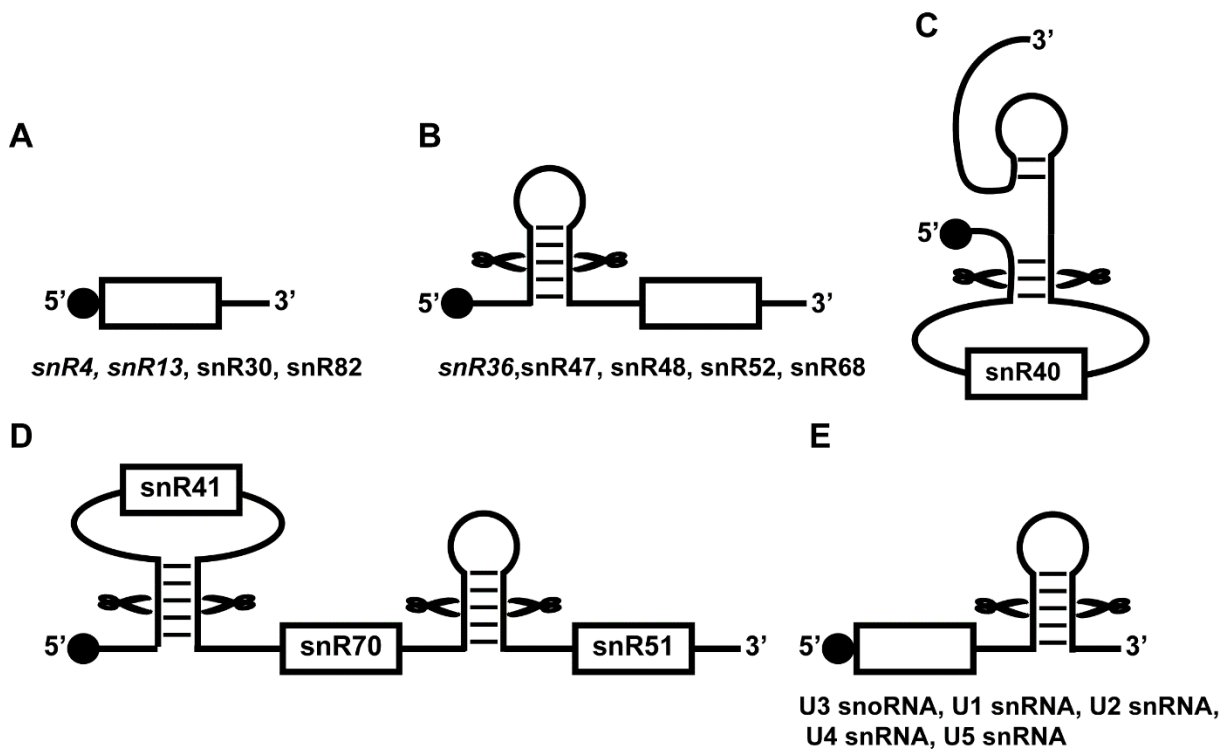 A
5’ 3’
snR4, snR13, snR30, snR82
B
5’ 3’
snR36,snR47, snR48, snR52, snR68
C
3’
5’
snR40
D
snR41
5’ snR70 snR51 3’
E
5’ 3’
U3 snoRNA, U1 snRNA, U2 snRNA,
U4 snRNA, U5 snRNA